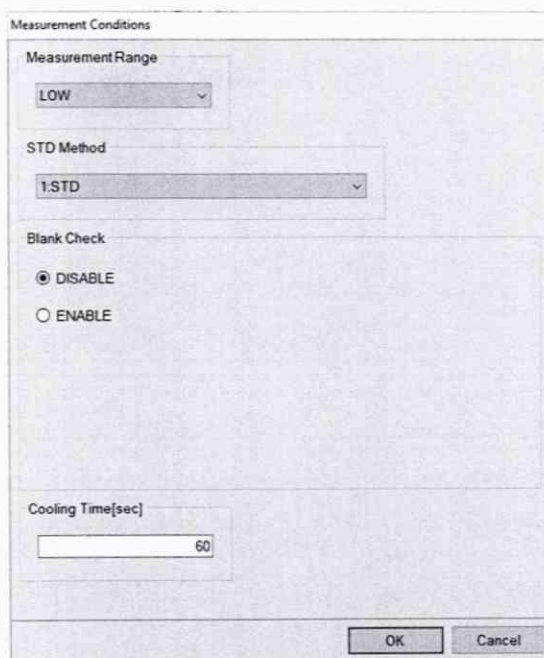 Measurement Conditions
Measurement Range
LOW
STD Method
1:STD
Blank Check
DISABLE
ENABLE
Cooling Time[sec]
60
OK Cancel